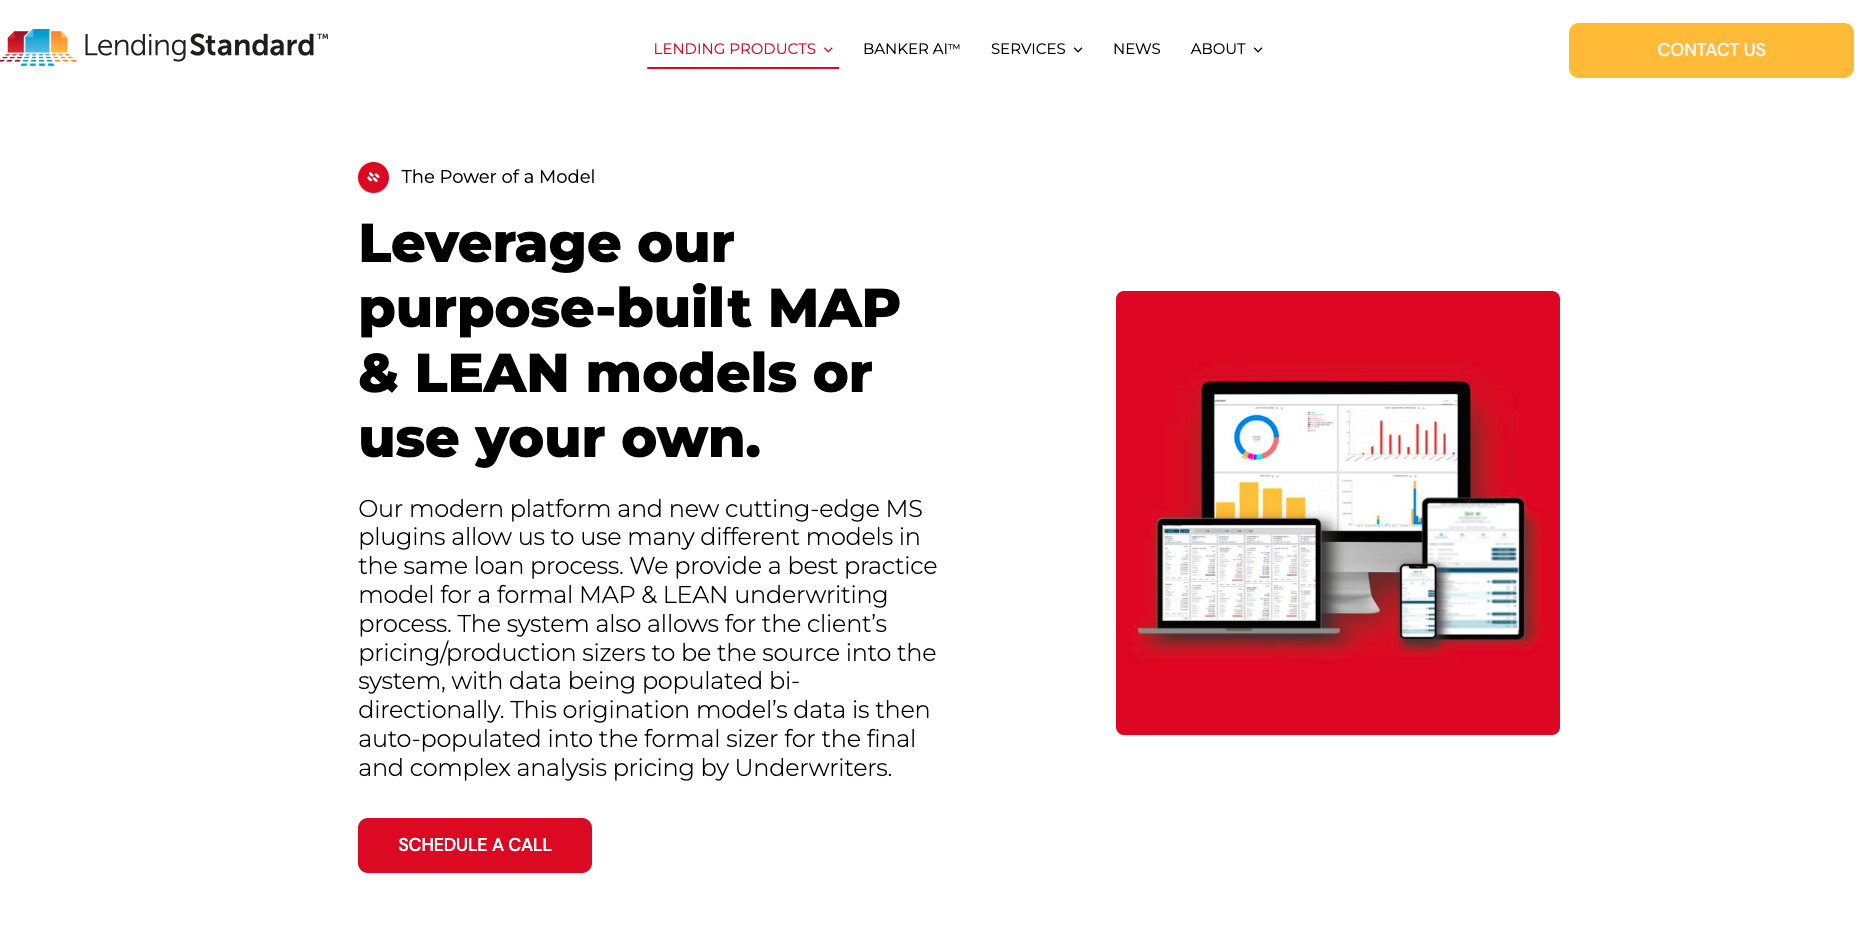 LendingStandard™
LENDING PRODUCTS
BANKER AI™
SERVICES
NEWS
ABOUT
CONTACT US
The Power of a Model
Leverage our
purpose-built MAP
& LEAN models or
use your own.
Our modern platform and new cutting-edge MS
plugins allow us to use many different models in
the same loan process. We provide a best practice
model for a formal MAP & LEAN underwriting
process. The system also allows for the client’s
pricing/production sizers to be the source into the
system, with data being populated bi-
directionally. This origination model’s data is then
auto-populated into the formal sizer for the final
and complex analysis pricing by Underwriters.
SCHEDULE A CALL